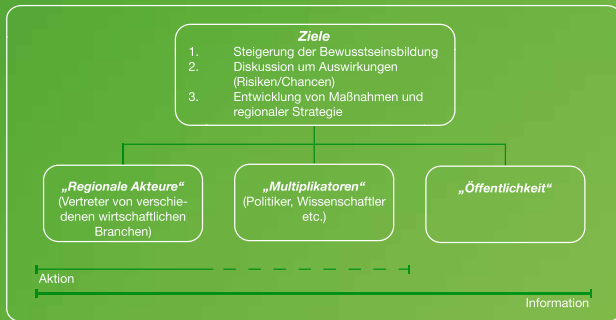 Ziele
1. Steigerung der Bewusstseinsbildung
2. Diskussion um Auswirkungen
(Risiken/Chancen)
3. Entwicklung von Maßnahmen und
regionaler Strategie
„Regionale Akteure“
(Vertreter von verschie-
denen wirtschaftlichen
Branchen)
„Multiplikatoren“
(Politiker, Wissenschaftler
etc.)
„Öffentlichkeit“
Aktion
Information